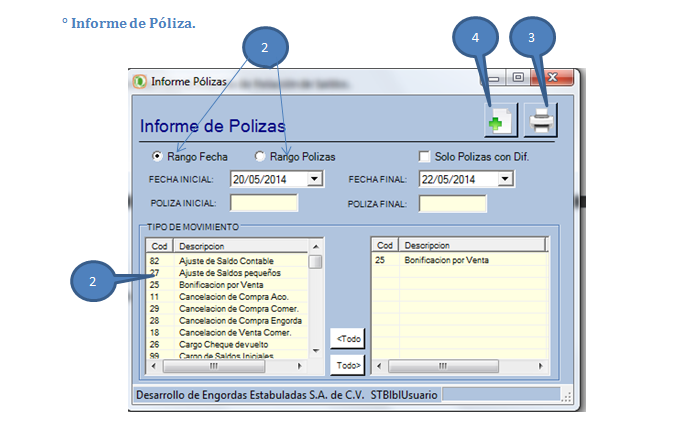 ° Informe de Póliza.
2
4
3
Informe Pólizas
Informe de Polizas
Rango Fecha Rango Polizas Solo Polizas con Dif.
FECHA INICIAL: 20/05/2014 FECHA FINAL: 22/05/2014
POLIZA INICIAL: POLIZA FINAL:
TIPO DE MOVIMIENTO
Cod Descripcion
82 Ajuste de Saldo Contable
27 Ajuste de Saldos pequeños
25 Bonificacion por Venta
11 Cancelacion de Compra Aco.
29 Cancelacion de Compra Comer.
28 Cancelacion de Compra Engorda
18 Cancelacion de Venta Comer.
26 Cargo Cheque devuelto
99 Cargo de Saldos Iniciales
2
<Todo
Todo>
Cod Descripcion
25 Bonificacion por Venta
Desarrollo de Engordas Estabuladas S.A. de C.V. STBlblUsuario